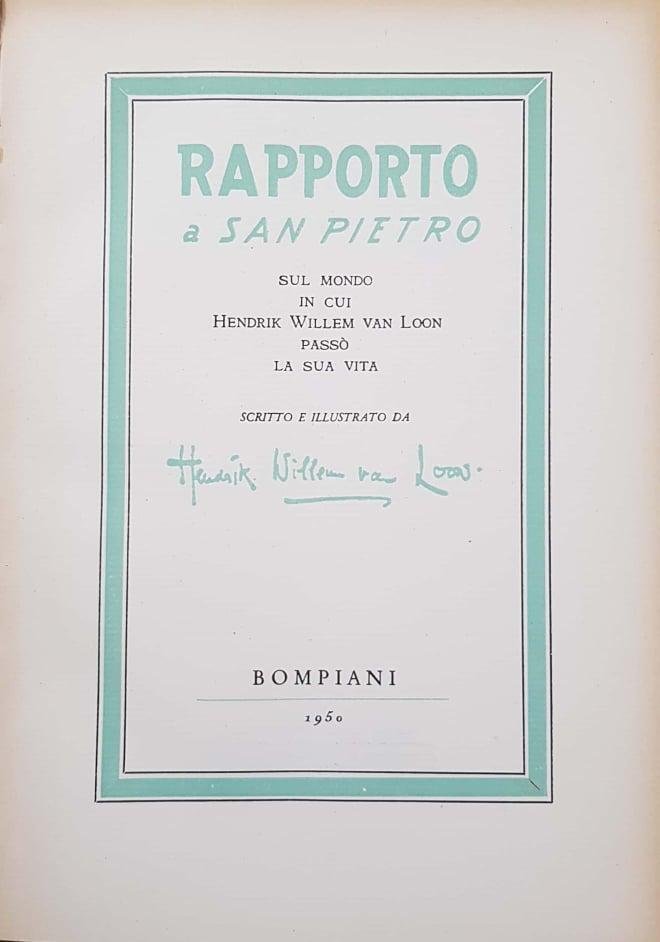 RAPPORTO
a SAN PIETRO
SUL MONDO
IN CUI
HENDRIK WILLEM VAN LOON
PASSÒ
LA SUA VITA
SCRITTO E ILLUSTRATO DA
Hendrik Willem van Loon.
BOMPIANI
1950